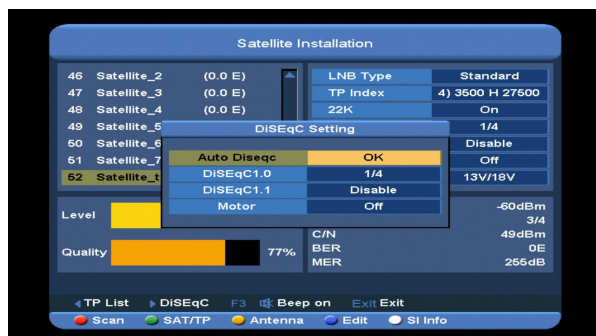 Satellite Installation
46 Satellite_2 (0.0 E)
47 Satellite_3 (0.0 E)
48 Satellite_4 (0.0 E)
49 Satellite_5
50 Satellite_6
51 Satellite_7
52 Satellite_t
LNB Type Standard
TP Index 4) 3500 H 27500
22K On
1/4
Disable
Off
13V/18V
DiSEqC Setting
Auto Diseqc OK
DiSEqC1.0 1/4
DiSEqC1.1 Disable
Motor Off
Level
Quality 77%
-60dBm
3/4
C/N 49dBm
BER 0E
MER 255dB
TP List DiSEqC F3 Beep on Exit Exit
Scan SAT/TP Antenna Edit SI Info